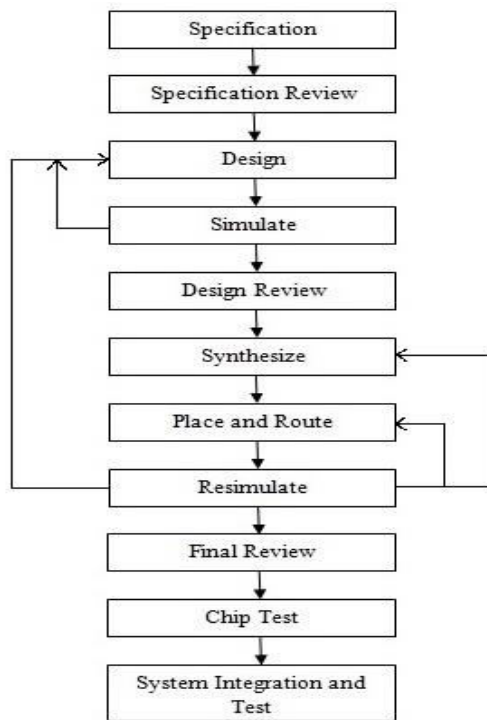 Specification
Specification Review
Design
Simulate
Design Review
Synthesize
Place and Route
Resimulate
Final Review
Chip Test
System Integration and
Test